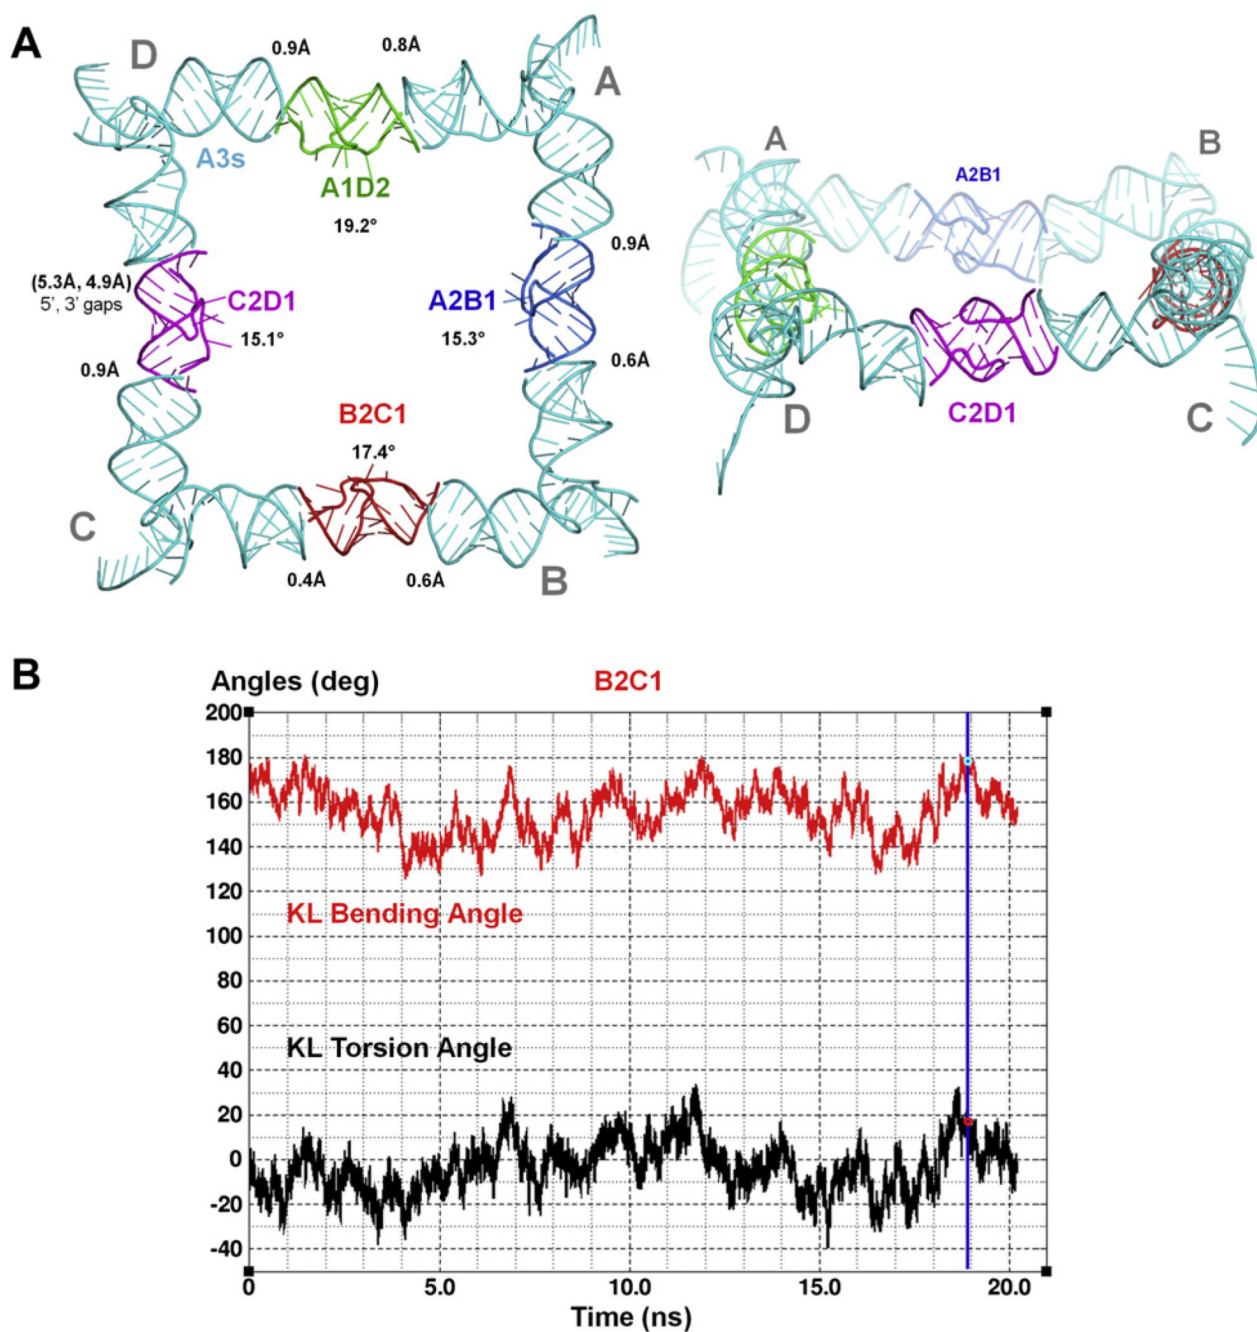 A
D
0.9Å
0.8Å
A
A3s
A1D2
19.2°
0.9Å
(5.3Å, 4.9Å)
5', 3' gaps
C2D1
15.1°
A2B1
15.3°
0.9Å
0.6Å
B2C1
17.4°
C
0.4Å
0.6Å
B
A
B
A2B1
D
C2D1
C
B
Angles (deg)
B2C1
200
180
160
140
120
KL Bending Angle
100
80
60
KL Torsion Angle
40
20
0
-20
-40
0
5.0
10.0
15.0
20.0
Time (ns)